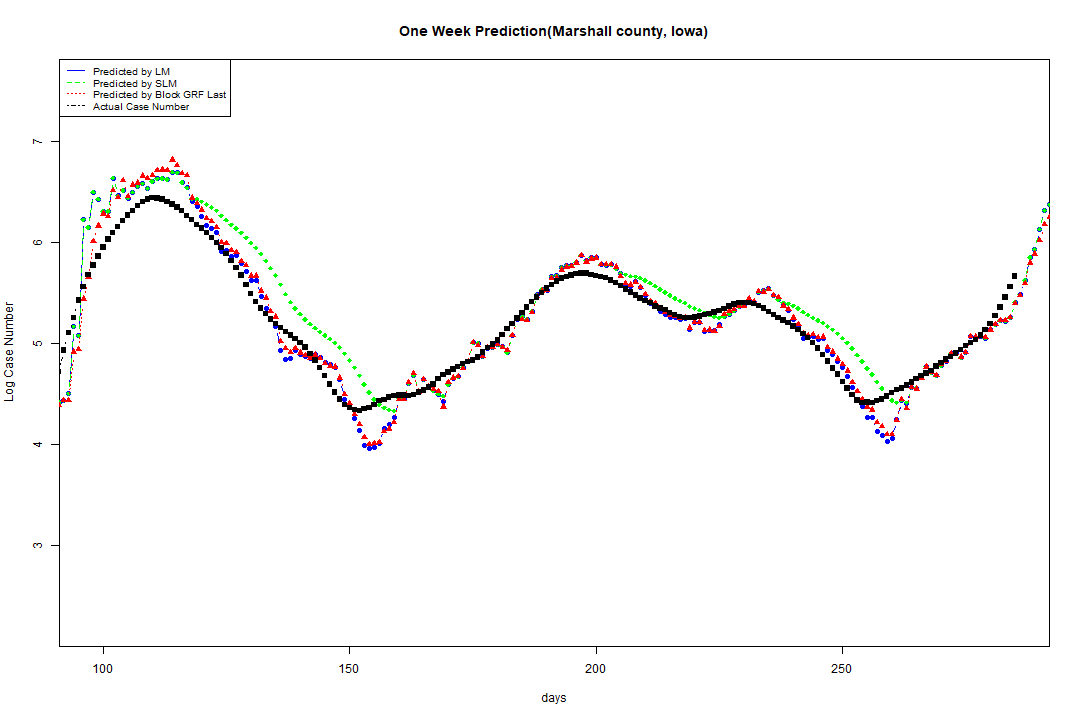 One Week Prediction(Marshall county, Iowa)
Predicted by LM
Predicted by SLM
Predicted by Block GRF Last
Actual Case Number
7
6
5
4
3
Log Case Number
100 150 200 250
days